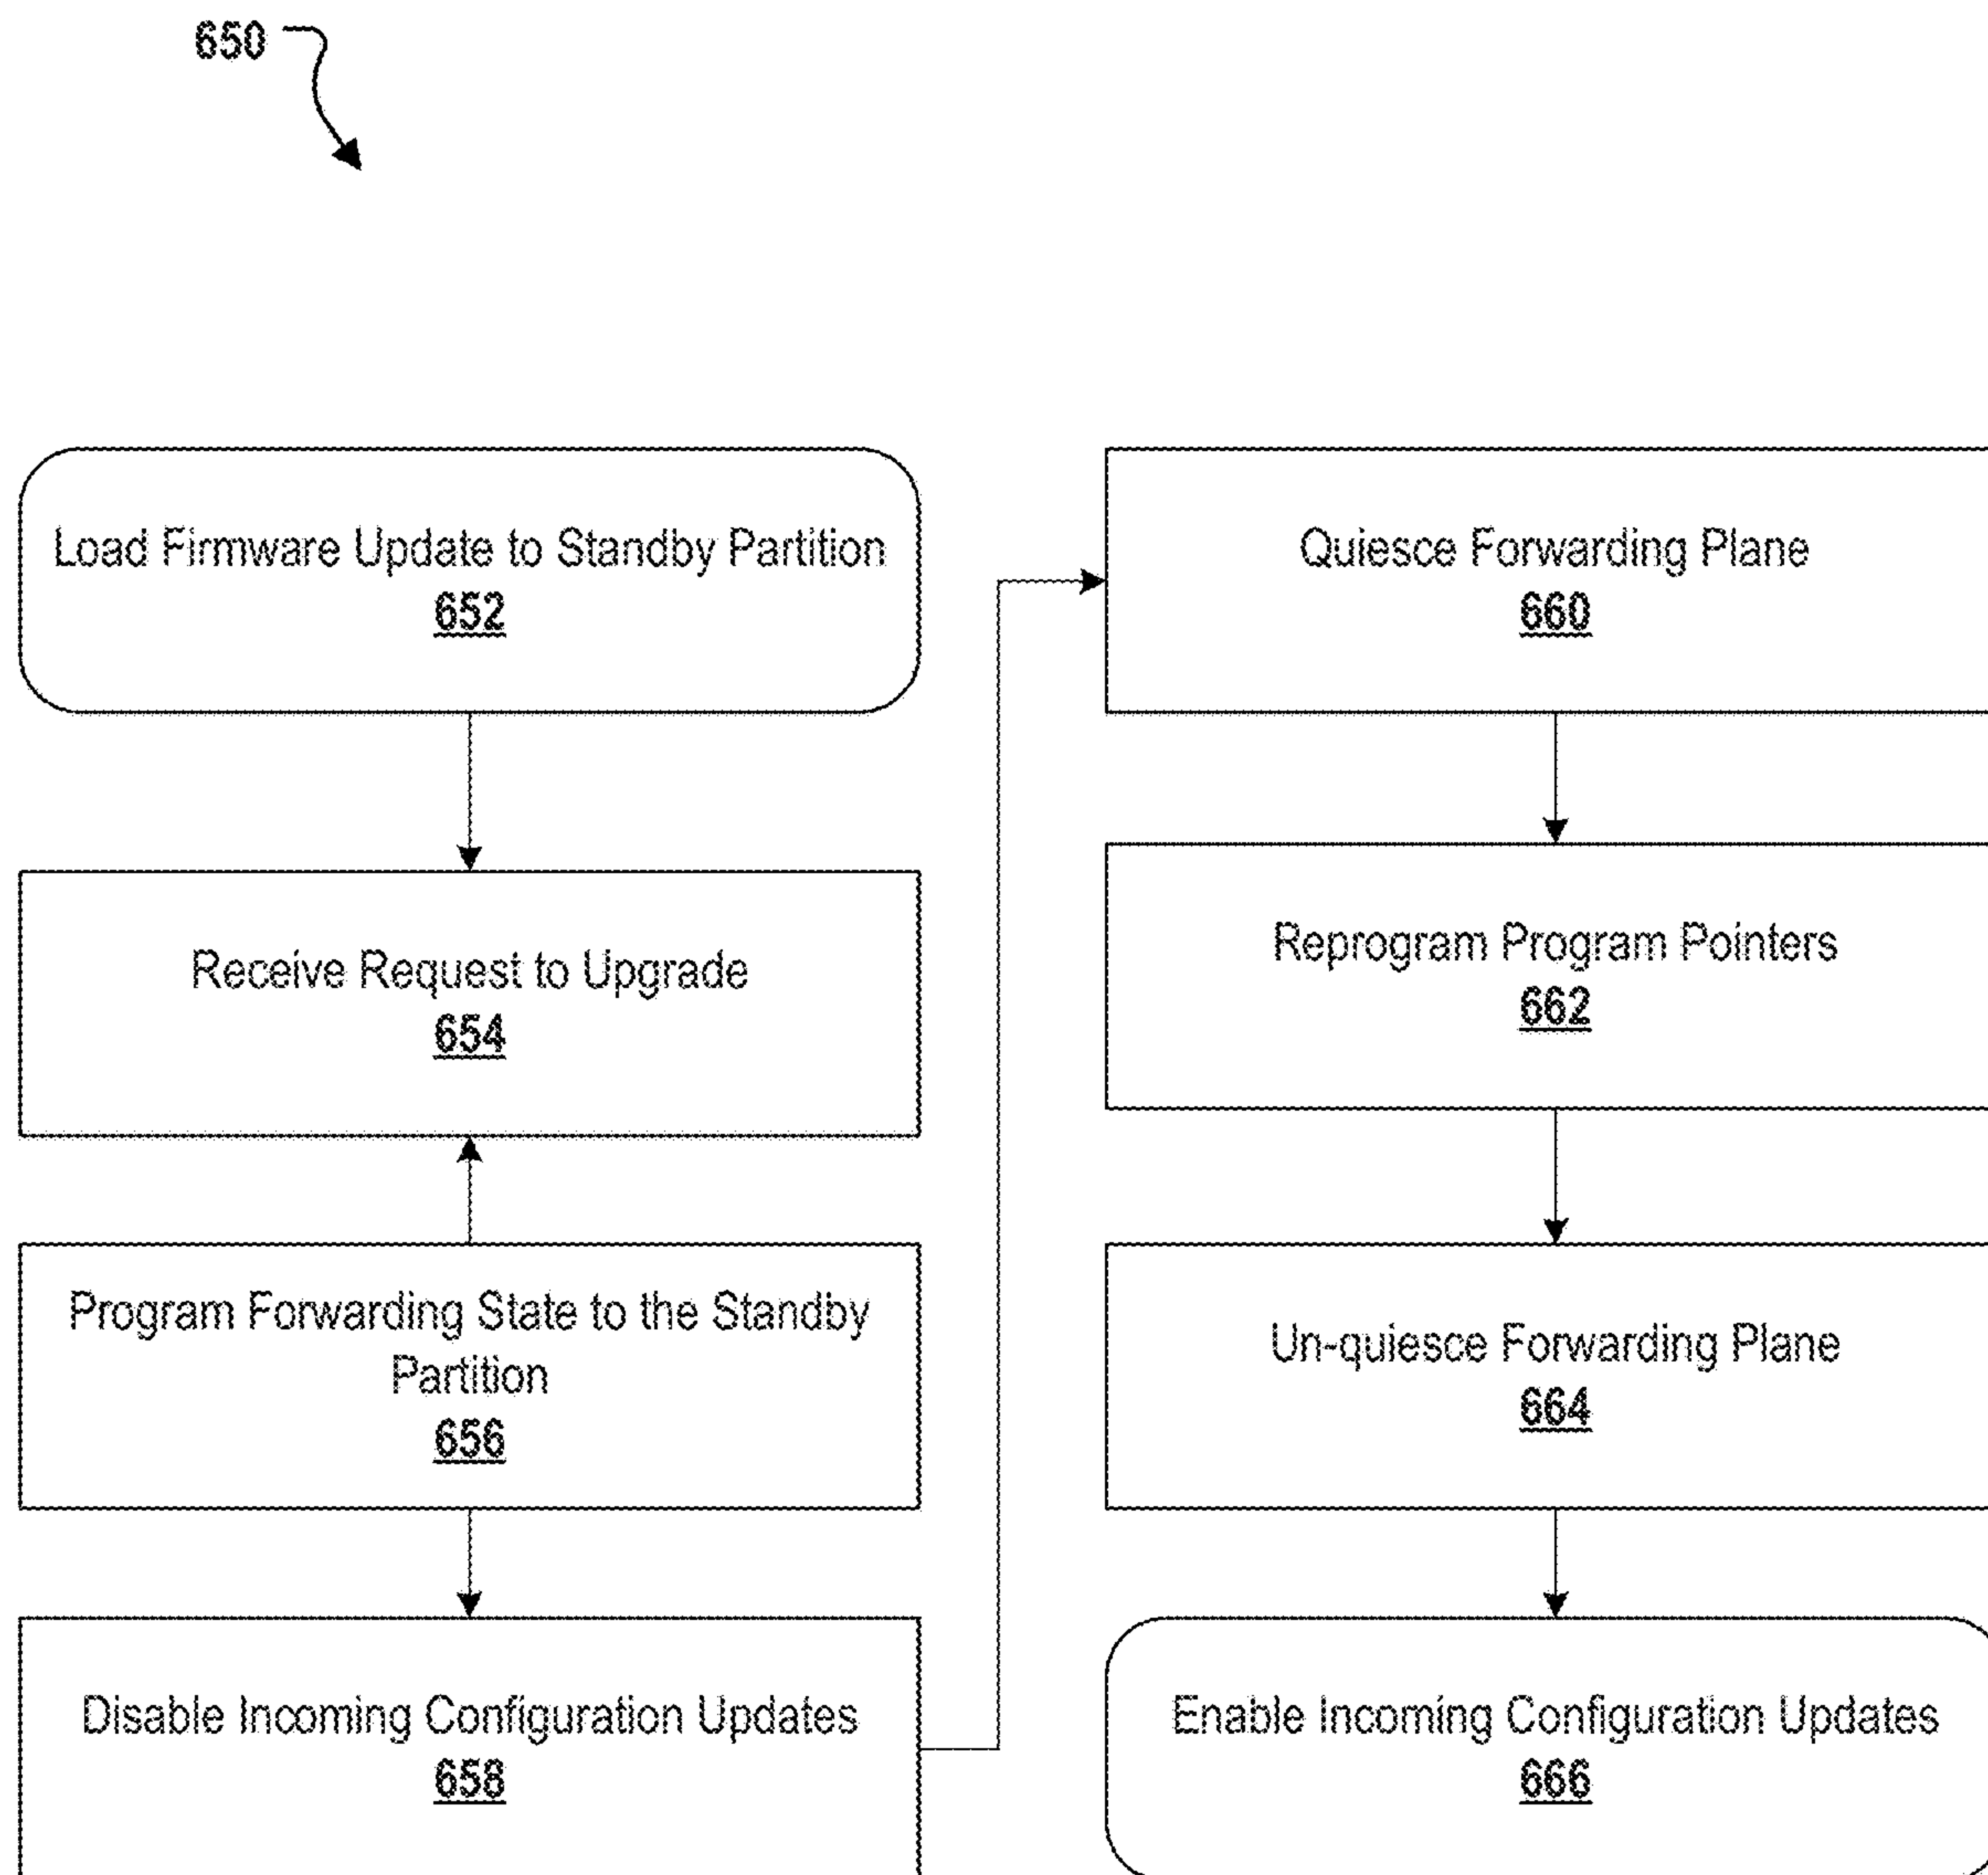 650
Load Firmware Update to Standby Partition
652
Receive Request to Upgrade
654
Program Forwarding State to the Standby
Partition
656
Disable Incoming Configuration Updates
658
Quiesce Forwarding Plane
660
Reprogram Program Pointers
662
Un-quiesce Forwarding Plane
664
Enable Incoming Configuration Updates
666